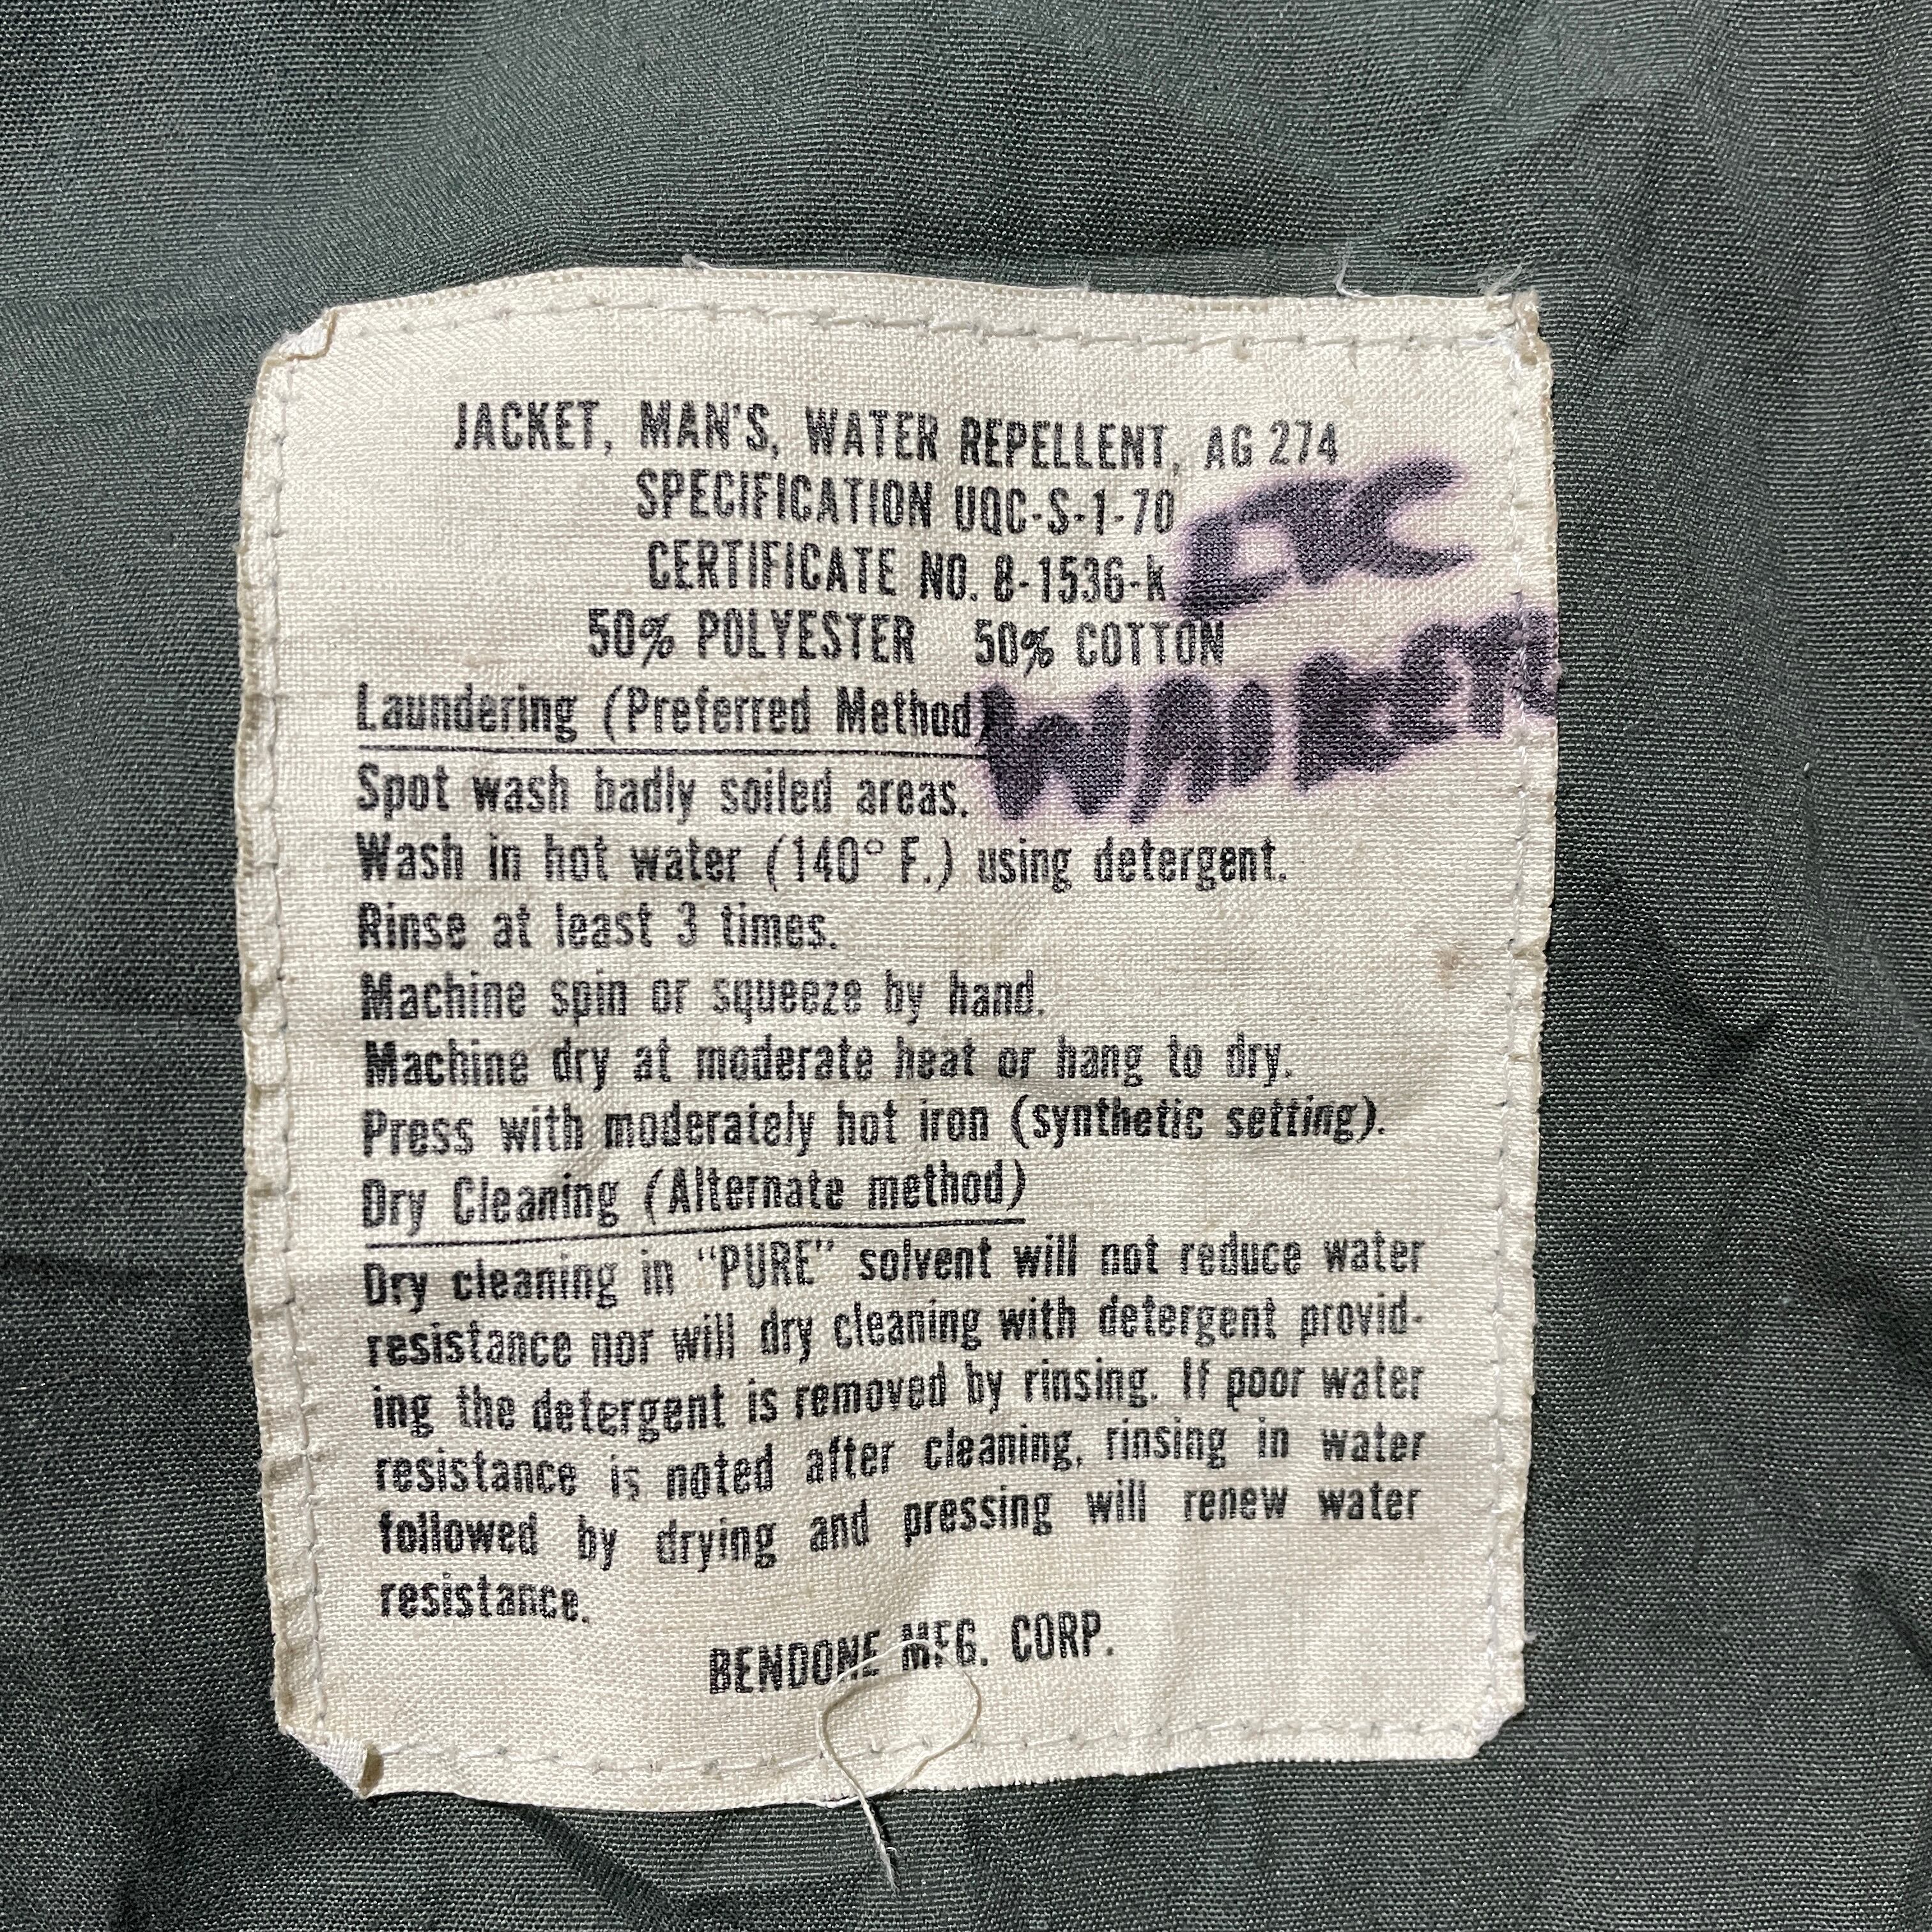 JACKET, MAN'S, WATER REPELLENT, AG 274
SPECIFICATION UQC-S-1-70
CERTIFICATE NO. 8-1536-K
50% POLYESTER 50% COTTON
WALKER
Laundering (Preferred Method)
Spot wash badly soiled areas.
Wash in hot water (140° F.) using detergent.
Rinse at least 3 times.
Machine spin or squeeze by hand.
Machine dry at moderate heat or hang to dry.
Press with moderately hot iron (synthetic setting).
Dry Cleaning (Alternate method)
Dry cleaning in “PURE” solvent will not reduce water
resistance nor will dry cleaning with detergent provid-
ing the detergent is removed by rinsing. If poor water
resistance is noted after cleaning, rinsing in water
followed by drying and pressing will renew water
resistance.
BENDONE MFG. CORP.